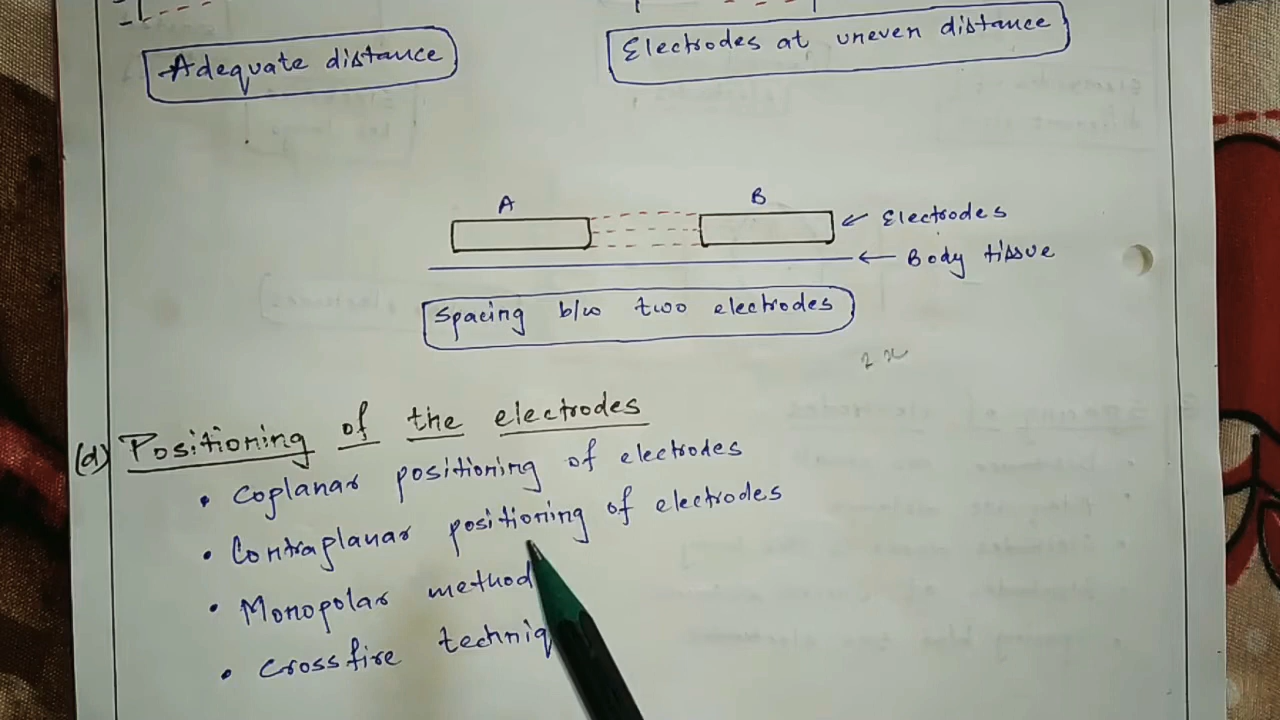 Adequate distance
Electrodes at uneven distance
A
B
Electrodes
Body tissue
Spacing b/w two electrodes
(d) Positioning of the electrodes
• Coplanar positioning of electrodes
• Contraplanar positioning of electrodes
• Monopolar method
• Crossfire techniq